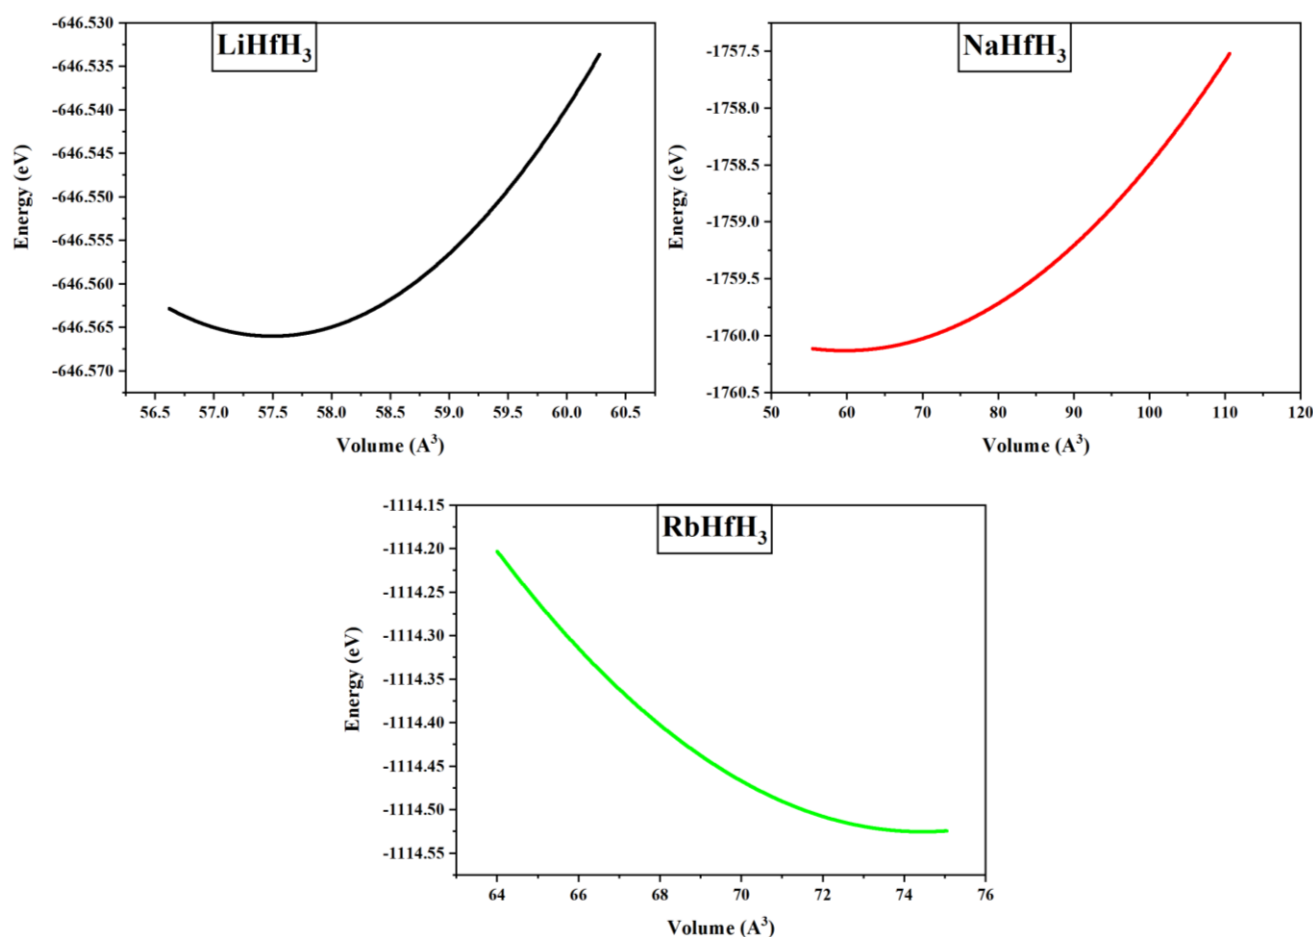 LiHfH3
-646.530
-646.535
-646.540
-646.545
-646.550
-646.555
-646.560
-646.565
-646.570
Energy (eV)
56.5 57.0 57.5 58.0 58.5 59.0 59.5 60.0 60.5
Volume (A3)
NaHfH3
-1757.5
-1758.0
-1758.5
-1759.0
-1759.5
-1760.0
-1760.5
Energy (eV)
50 60 70 80 90 100 110 120
Volume (A3)
RbHfH3
-1114.15
-1114.20
-1114.25
-1114.30
-1114.35
-1114.40
-1114.45
-1114.50
-1114.55
Energy (eV)
64 66 68 70 72 74 76
Volume (A3)